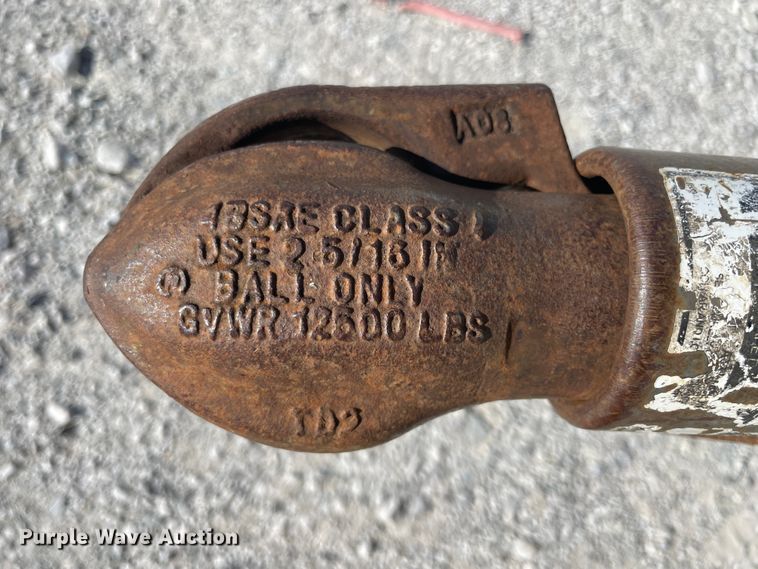 SAE CLASS
USE 2-5/16 IN
BALL ONLY
GVWR 12500 LBS
Purple Wave Auction